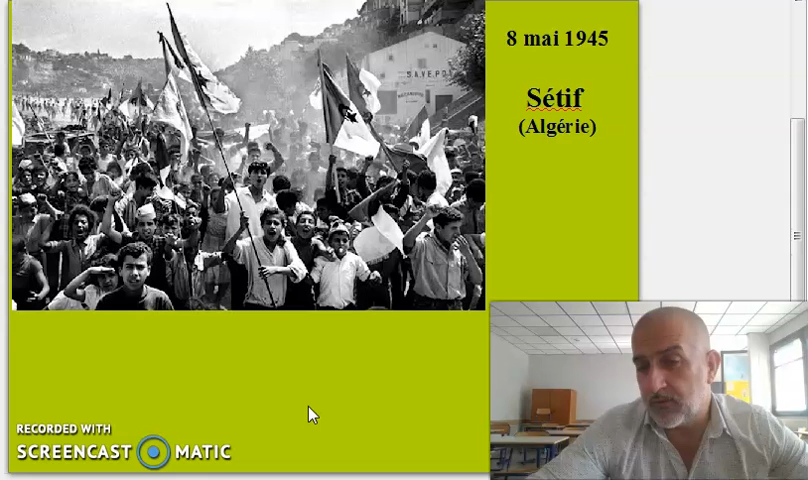 8 mai 1945
Sétif
(Algérie)
S.A.V.E.P.O.
RECORDED WITH
SCREENCAST MATIC